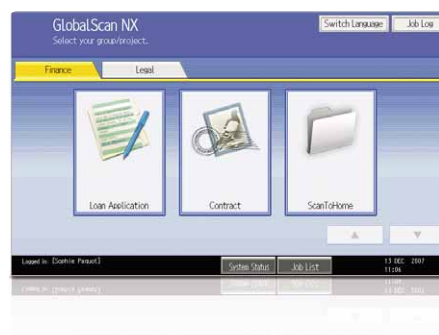 GlobalScan NX
Switch Language
Job Log
Select your group/project.
Finance
Legal
Loan Application
Contract
ScanToHome
Logged in: [Sophie Paquot]
System Status
Job List
13 DEC 2007
11:06